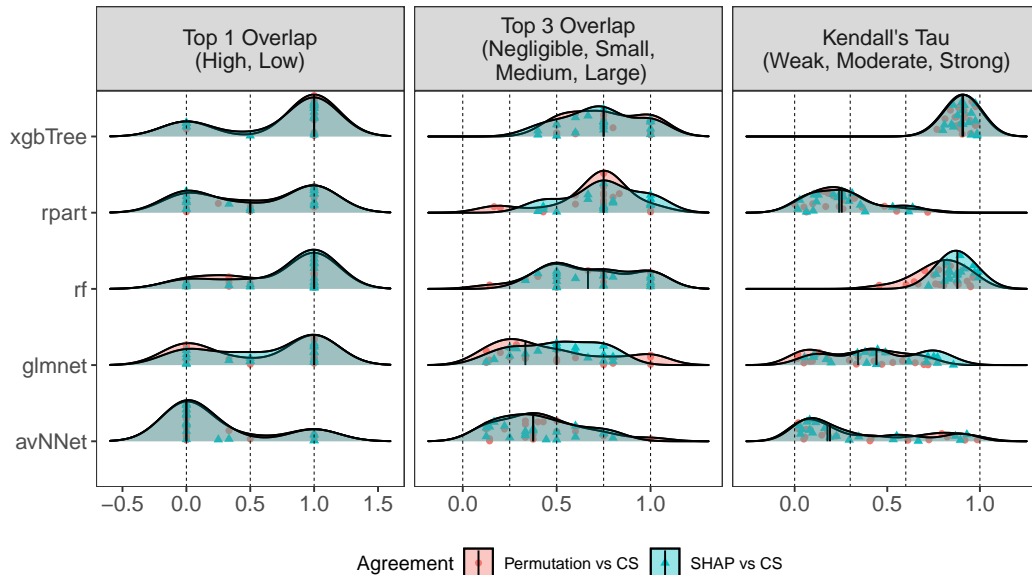 Top 1 Overlap
(High, Low)
Top 3 Overlap
(Negligible, Small,
Medium, Large)
Kendall's Tau
(Weak, Moderate, Strong)
xgbTree
rpart
rf
glmnet
avNNet
−0.5 0.0 0.5 1.0 1.5
0.0 0.5 1.0
0.0 0.5 1.0
Agreement Permutation vs CS SHAP vs CS